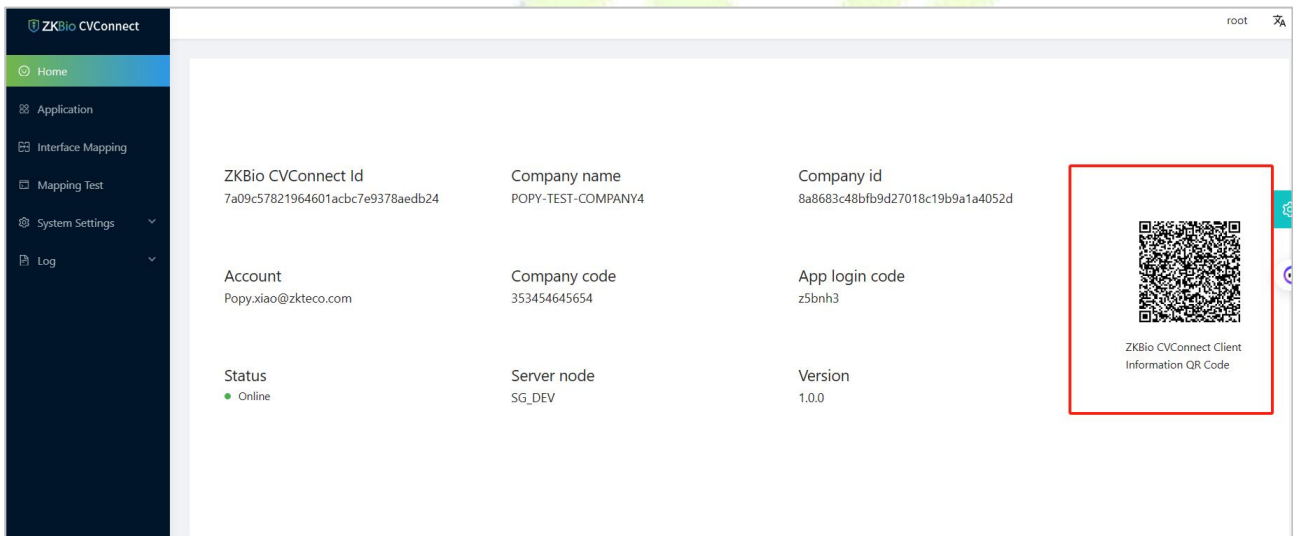 ZKBio CVConnect
root
Home
Application
Interface Mapping
Mapping Test
System Settings
Log
ZKBio CVConnect Id
7a09c57821964601acbc7e9378aedb24
Company name
POPY-TEST-COMPANY4
Company id
8a8683c48bfb9d27018c19b9a1a4052d
Account
Popy.xiao@zkteco.com
Company code
353454645654
App login code
z5bnh3
Status
Online
Server node
SG_DEV
Version
1.0.0
ZKBio CVConnect Client
Information QR Code